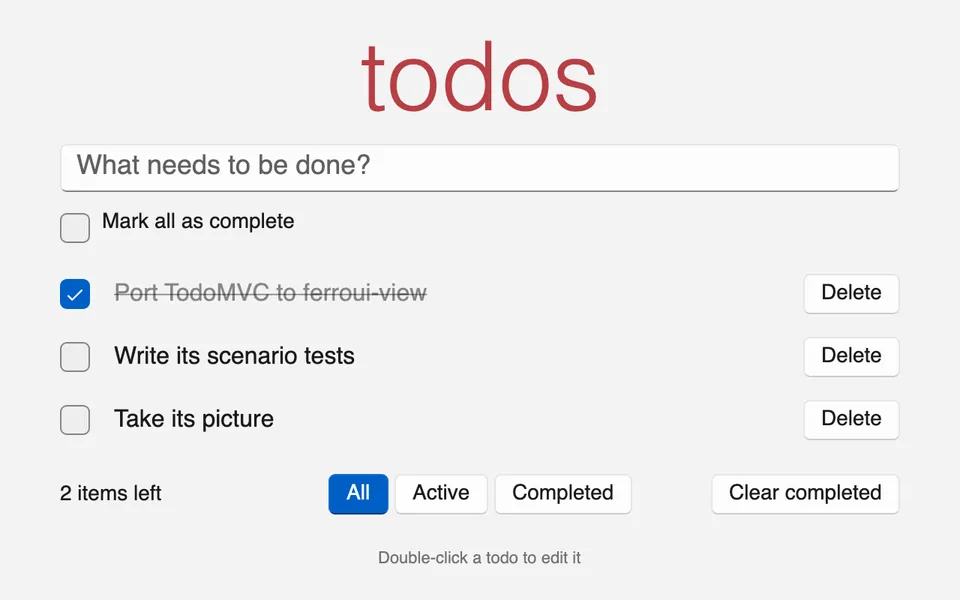 todos
What needs to be done?
Mark all as complete
Port TodoMVC to ferroui-view Delete
Write its scenario tests Delete
Take its picture Delete
2 items left All Active Completed Clear completed
Double-click a todo to edit it